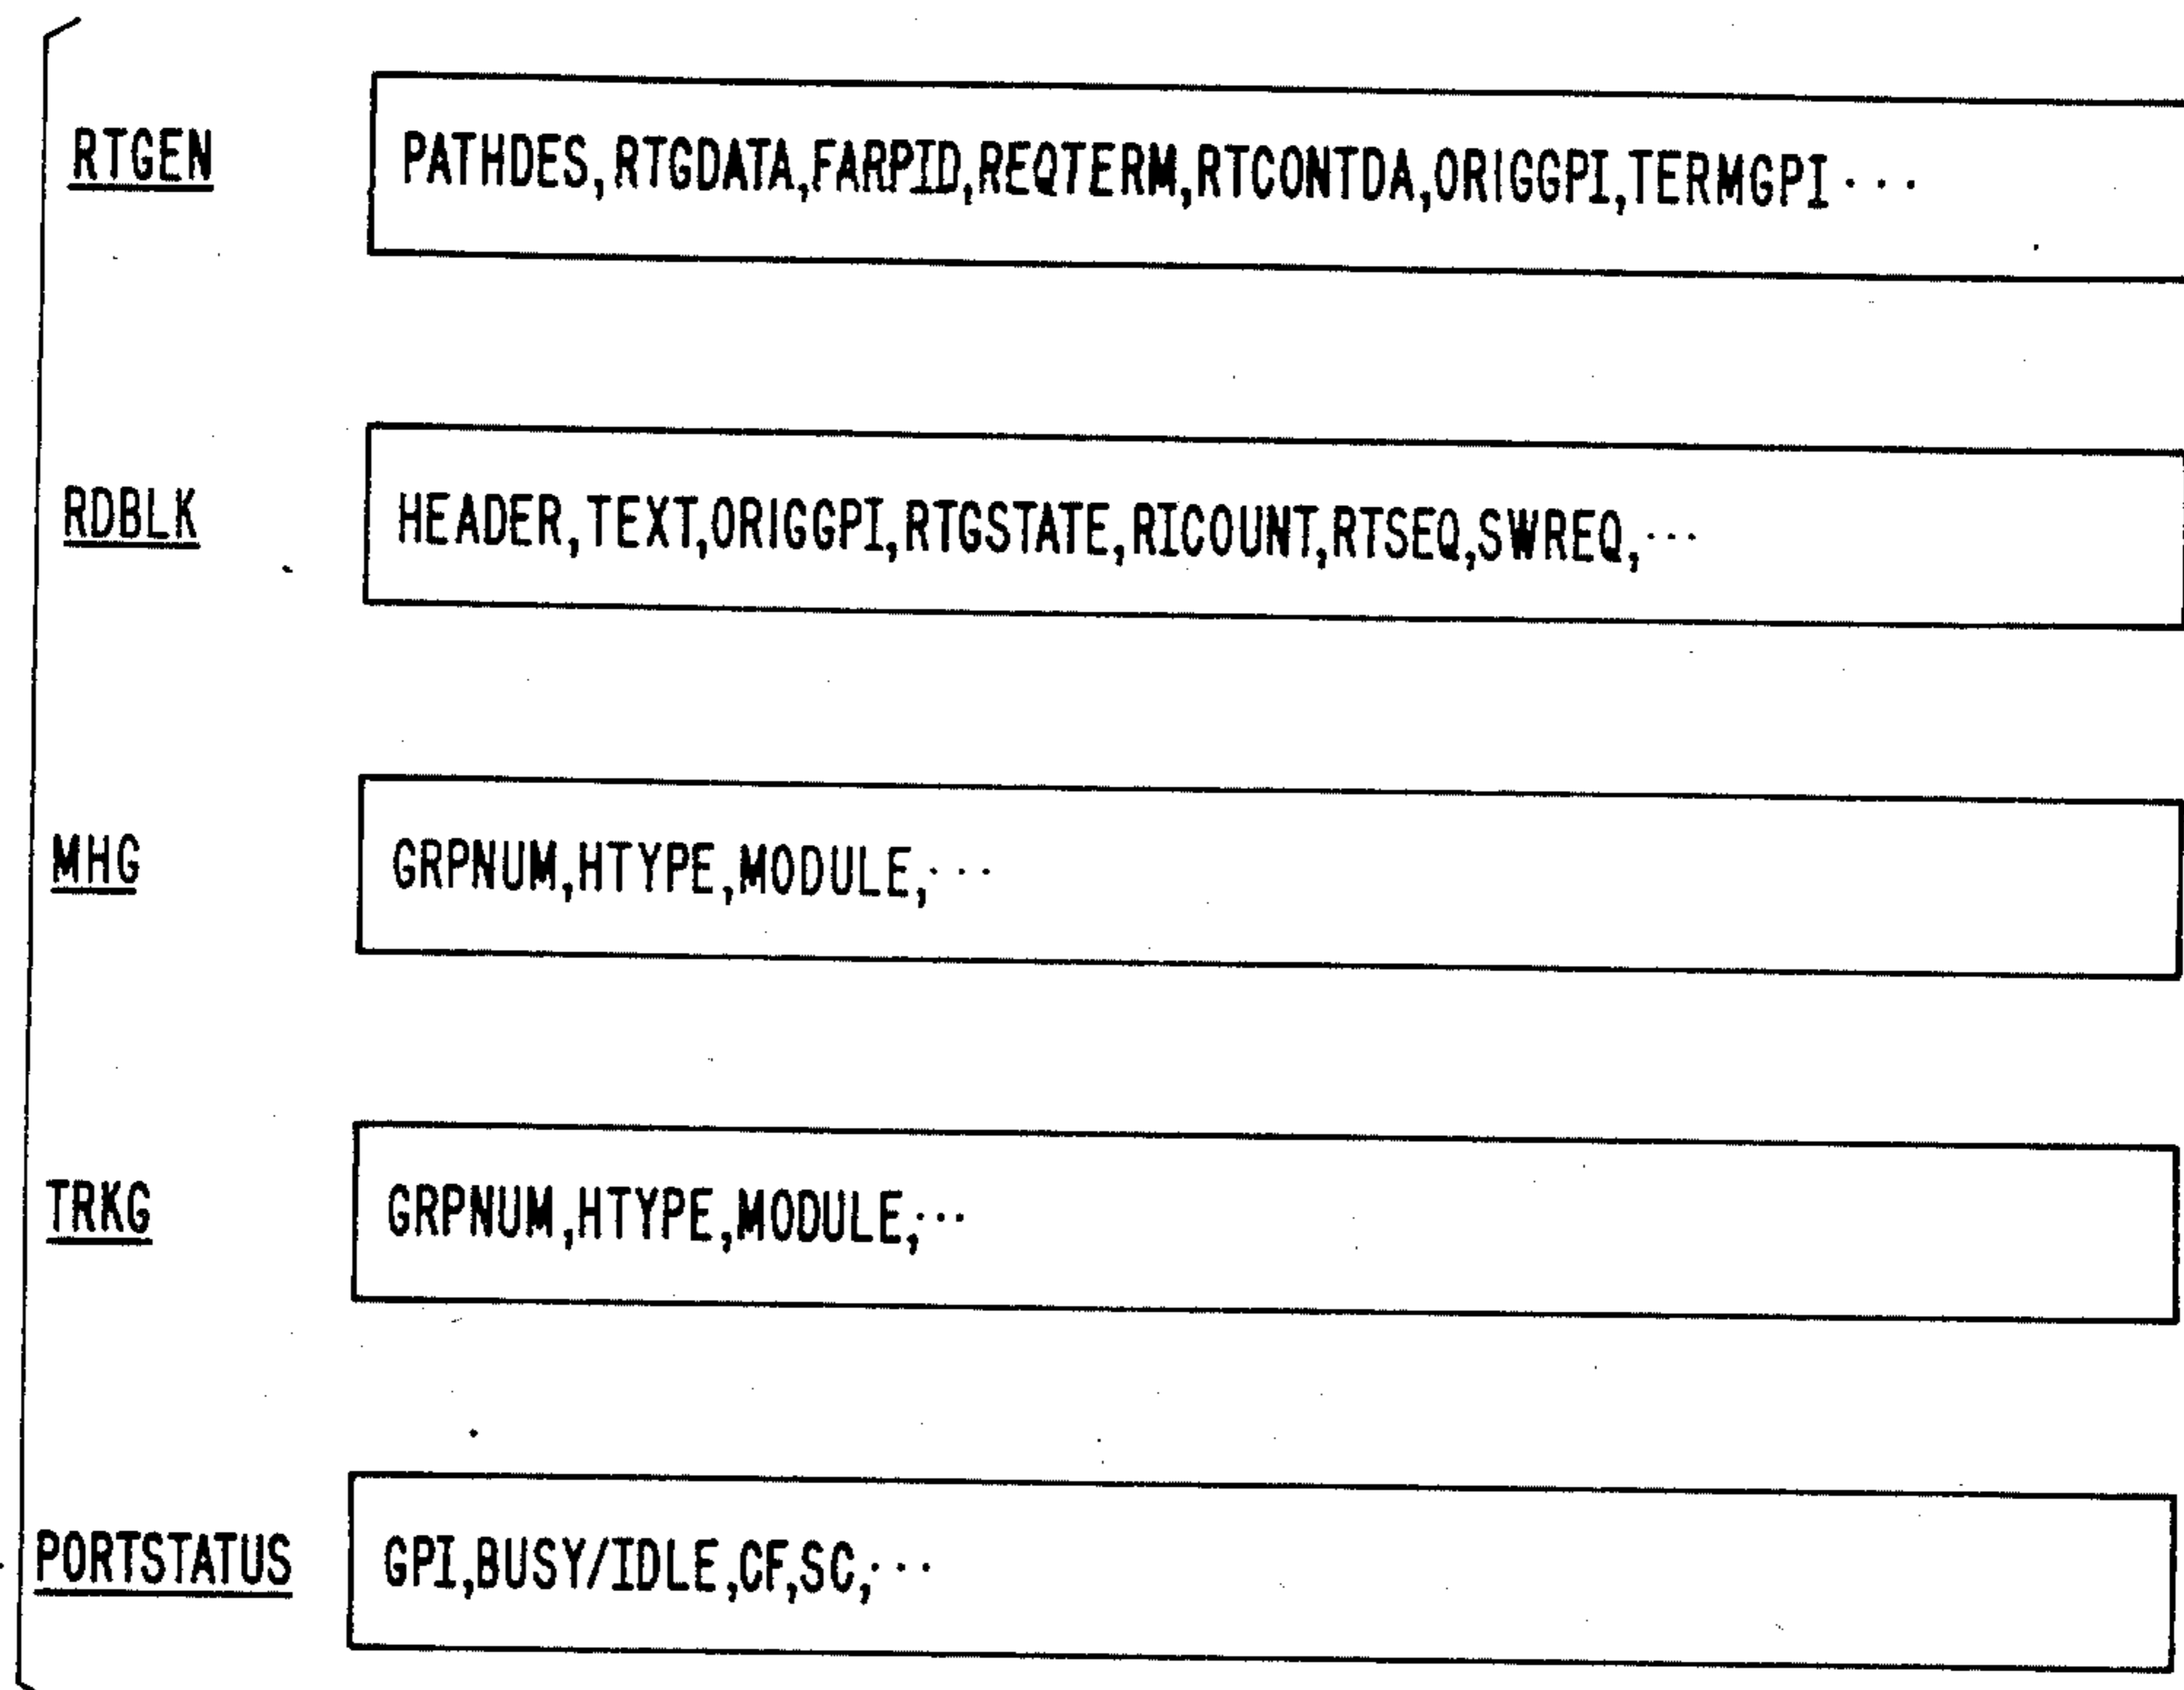 RTGEN PATHDES,RTGDATA,FARPID,REQTERM,RTCONTDA,ORIGGPI,TERMGPI···
RDBLK HEADER,TEXT,ORIGGPI,RTGSTATE,RICOUNT,RTSEQ,SWREQ,···
MHG GRPNUM,HTYPE,MODULE,···
TRKG GRPNUM,HTYPE,MODULE,···
PORTSTATUS GPI,BUSY/IDLE,CF,SC,···